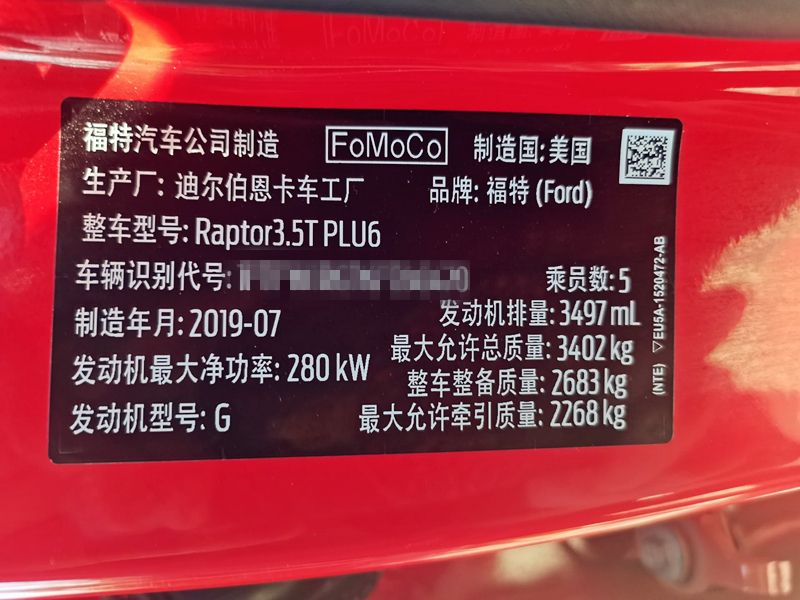 福特汽车公司制造 FoMoCo 制造国: 美国
生产厂: 迪尔伯恩卡车工厂 品牌: 福特 (Ford)
整车型号: Raptor3.5T PLU6
车辆识别代号: 乘员数: 5
制造年月: 2019-07 发动机排量: 3497 mL
最大允许总质量: 3402 kg
发动机最大净功率: 280 kW 整车整备质量: 2683 kg
发动机型号: G 最大允许牵引质量: 2268 kg
(NTE) ▽EU5A-1520472-AB